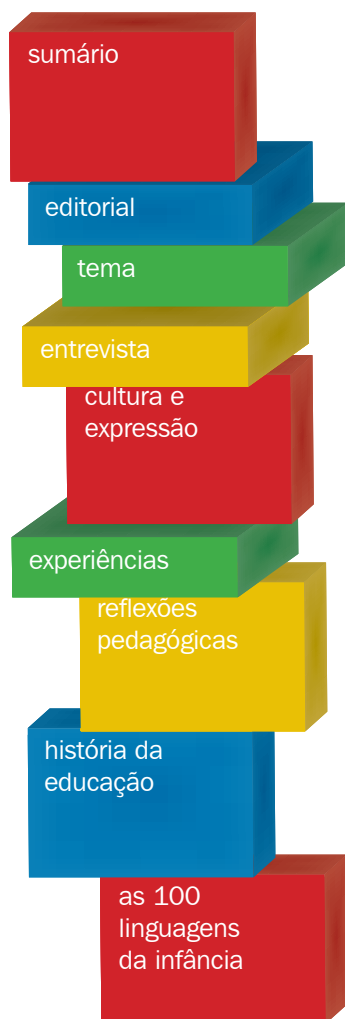 sumário
editorial
tema
entrevista
cultura e
expressão
experiências
reflexões
pedagógicas
história da
educação
as 100
linguagens
da infância